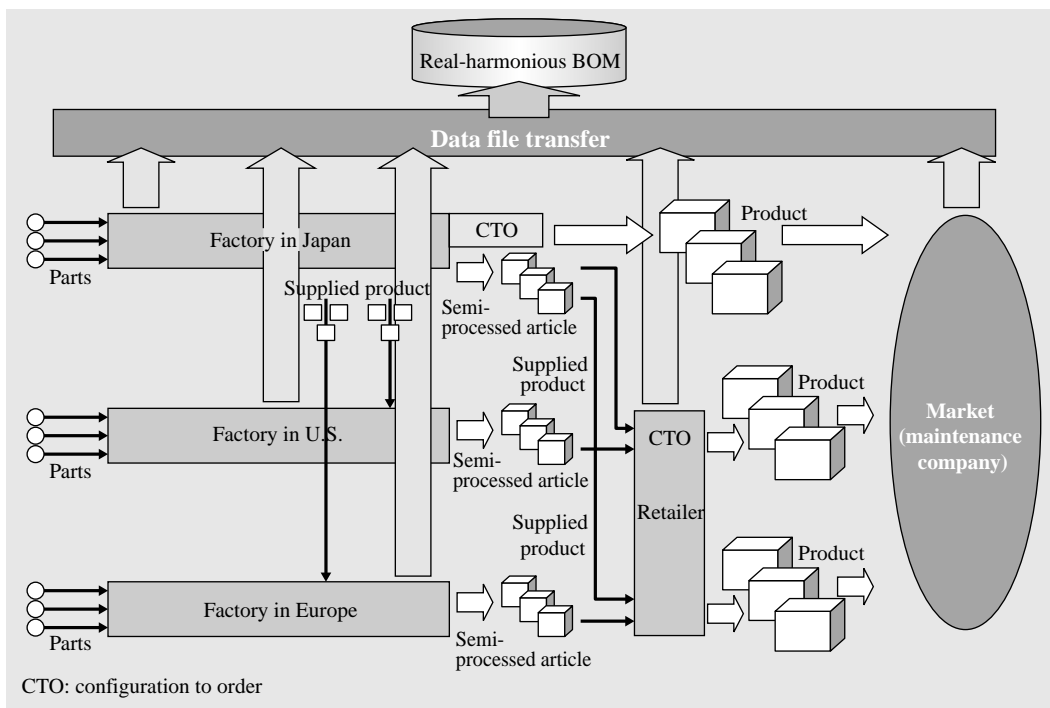 Real-harmonious BOM
Data file transfer
Factory in Japan
CTO
Product
Parts
Supplied product
Semi-
processed article
Supplied
product
Product
Factory in U.S.
CTO
Market
(maintenance
company)
Parts
Semi-
processed article
Retailer
Supplied
product
Product
Factory in Europe
Parts
Semi-
processed article
CTO: configuration to order